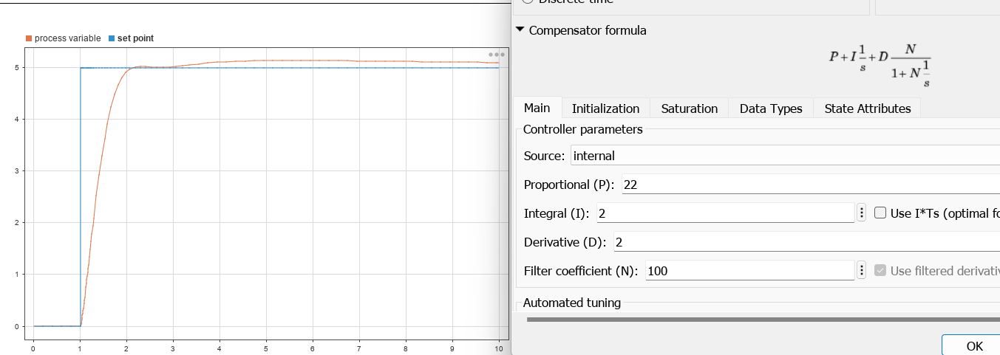 Discrete-time
process variable set point
5
4
3
2
1
0
0 1 2 3 4 5 6 7 8 9 10
Compensator formula
P + I 1/s + D N / (1 + N 1/s)
Main Initialization Saturation Data Types State Attributes
Controller parameters
Source: internal
Proportional (P): 22
Integral (I): 2
Use I*Ts (optimal fo
Derivative (D): 2
Filter coefficient (N): 100
Use filtered derivativ
Automated tuning
OK